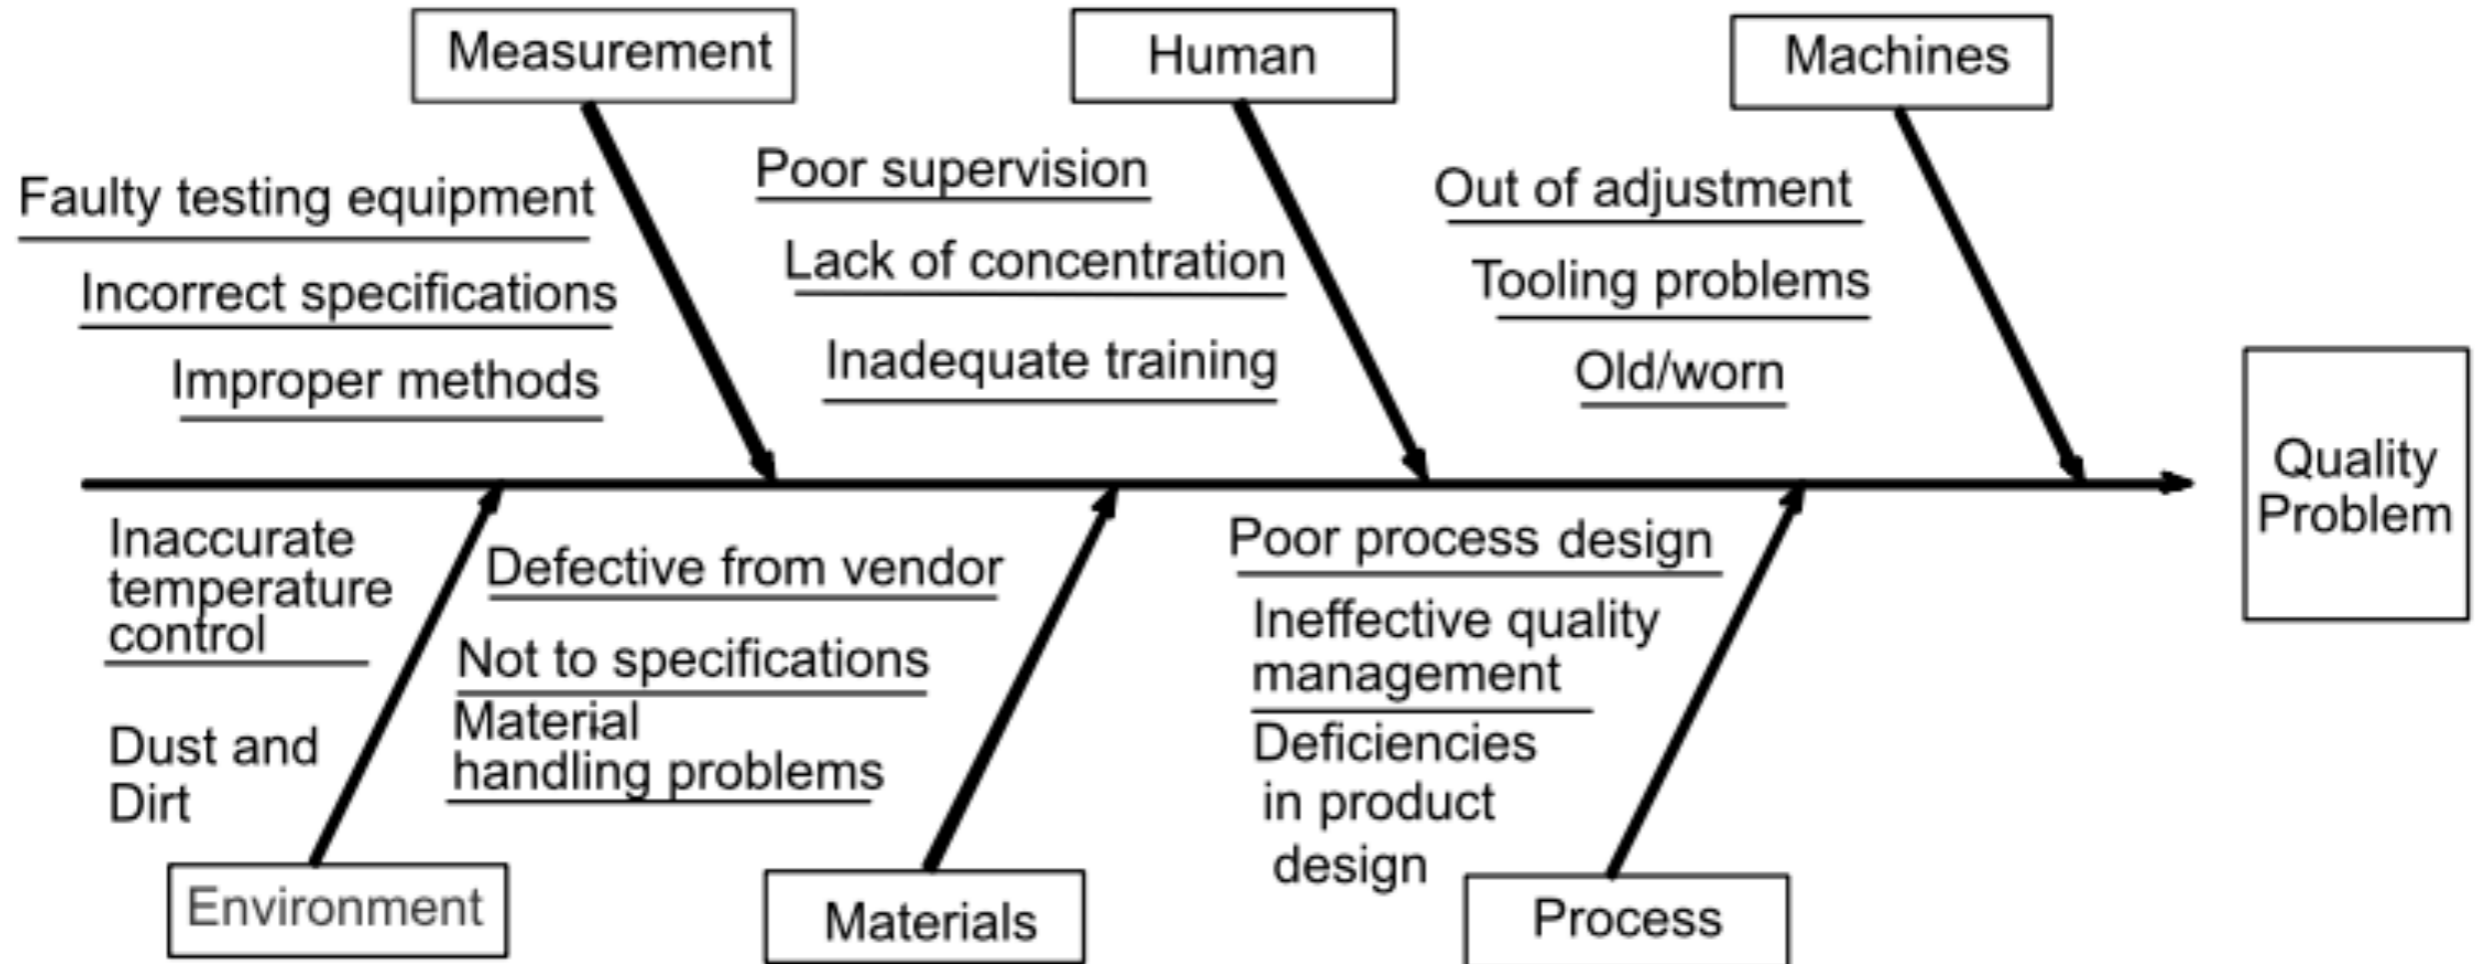 Measurement
Human
Machines
Faulty testing equipment
Incorrect specifications
Improper methods
Poor supervision
Lack of concentration
Inadequate training
Out of adjustment
Tooling problems
Old/worn
Quality
Problem
Inaccurate
temperature
control
Dust and
Dirt
Defective from vendor
Not to specifications
Material
handling problems
Poor process design
Ineffective quality
management
Deficiencies
in product
design
Environment
Materials
Process